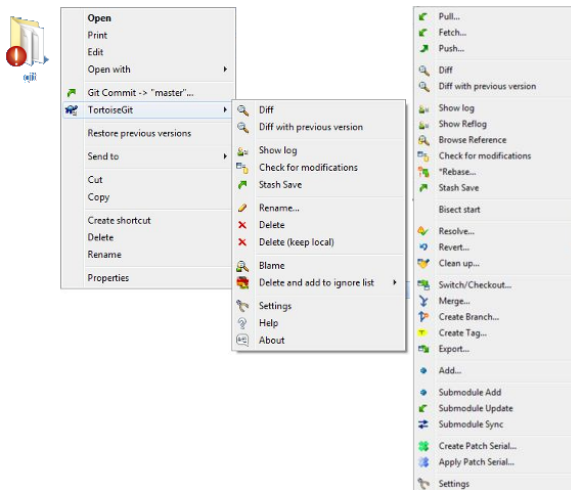 Open
Print
Edit
Open with
Git Commit -> "master"...
TortoiseGit
Restore previous versions
Send to
Cut
Copy
Create shortcut
Delete
Rename
Properties
Diff
Diff with previous version
Show log
Check for modifications
Stash Save
Rename...
Delete
Delete (keep local)
Blame
Delete and add to ignore list
Settings
Help
About
Pull...
Fetch...
Push...
Diff
Diff with previous version
Show log
Show Reflog
Browse Reference
Check for modifications
*Rebase...
Stash Save
Bisect start
Resolve...
Revert...
Clean up...
Switch/Checkout...
Merge...
Create Branch...
Create Tag...
Export...
Add...
Submodule Add
Submodule Update
Submodule Sync
Create Patch Serial...
Apply Patch Serial...
Settings